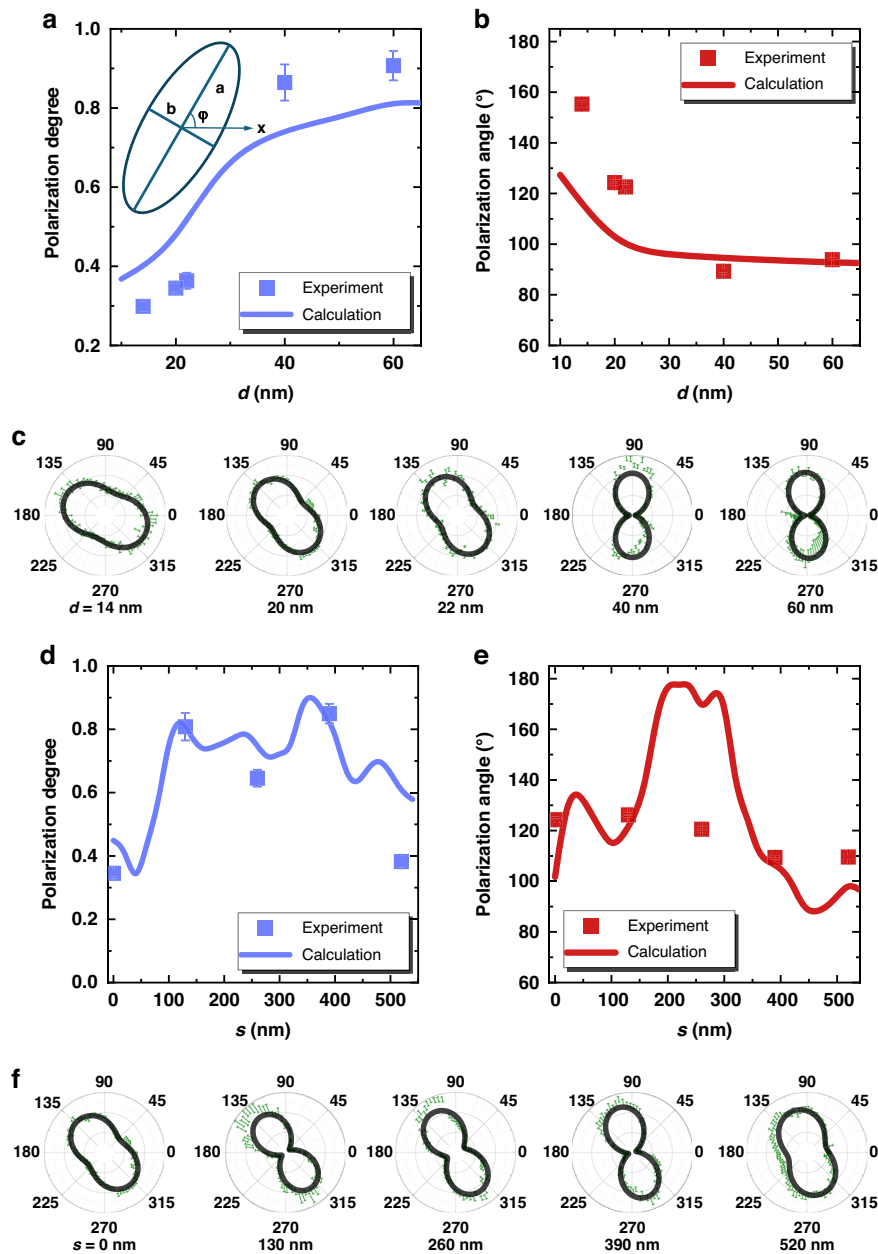 a
Polarization degree
1.0
0.8
0.6
0.4
0.2
20
40
60
d (nm)
a
b
φ
x
Experiment
Calculation
b
Polarization angle (°)
180
160
140
120
100
80
60
10
20
30
40
50
60
d (nm)
Experiment
Calculation
c
90
135 45
180 0
225 315
270
d = 14 nm
90
135 45
180 0
225 315
270
20 nm
90
135 45
180 0
225 315
270
22 nm
90
135 45
180 0
225 315
270
40 nm
90
135 45
180 0
225 315
270
60 nm
d
Polarization degree
1.0
0.8
0.6
0.4
0.2
0.0
0
100
200
300
400
500
s (nm)
Experiment
Calculation
e
Polarization angle (°)
180
160
140
120
100
80
60
0
100
200
300
400
500
s (nm)
Experiment
Calculation
f
90
135 45
180 0
225 315
270
s = 0 nm
90
135 45
180 0
225 315
270
130 nm
90
135 45
180 0
225 315
270
260 nm
90
135 45
180 0
225 315
270
390 nm
90
135 45
180 0
225 315
270
520 nm